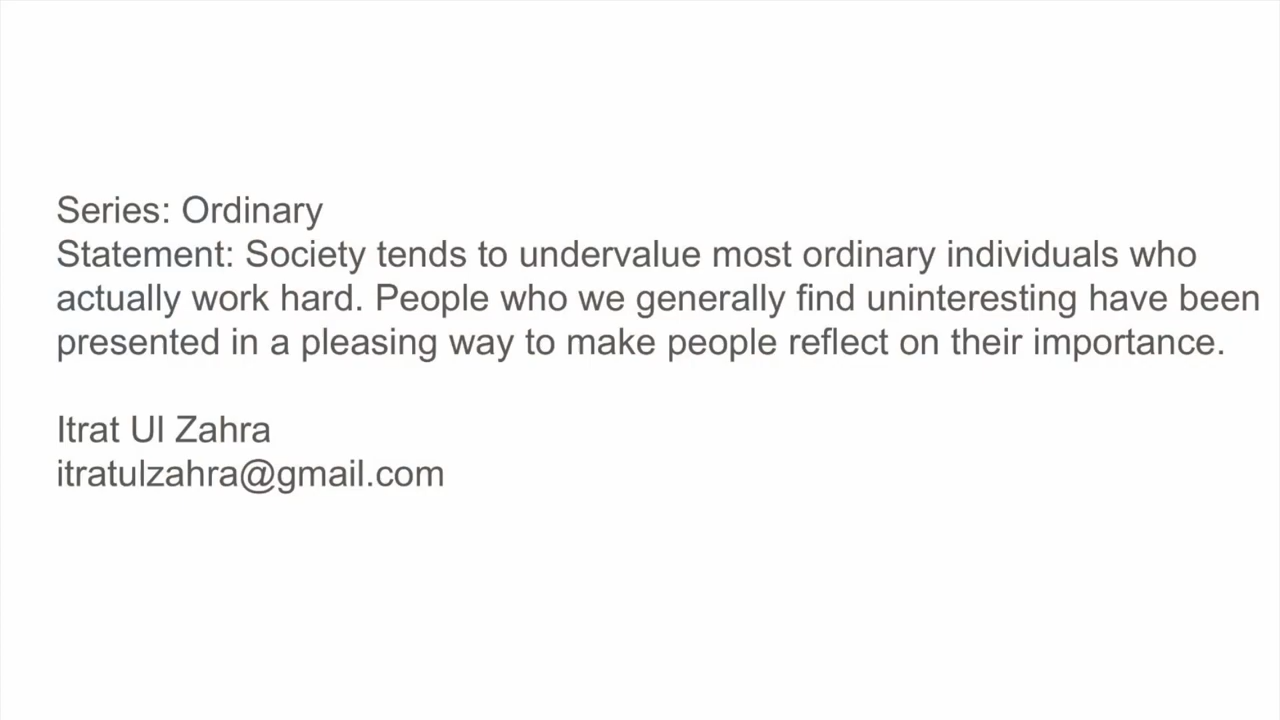 Series: Ordinary
Statement: Society tends to undervalue most ordinary individuals who
actually work hard. People who we generally find uninteresting have been
presented in a pleasing way to make people reflect on their importance.
Itrat Ul Zahra
itratulzahra@gmail.com